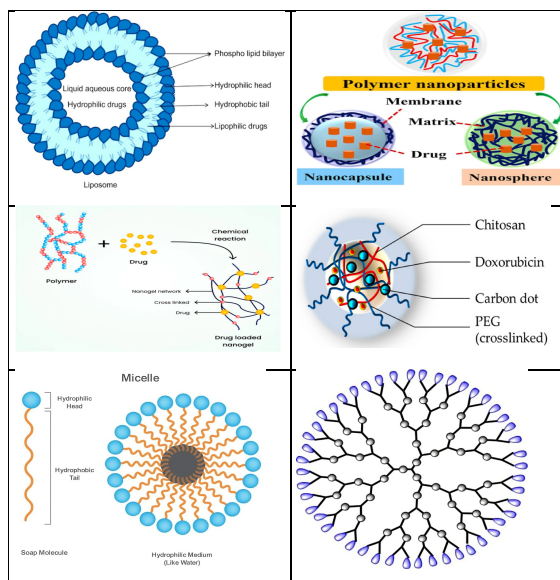 Phospho lipid bilayer
Liquid aqueous core
Hydrophilic head
Hydrophilic drugs
Hydrophobic tail
Lipophilic drugs
Liposome
Polymer nanoparticles
Membrane
Matrix
Drug
Nanocapsule
Nanosphere
+
Chemical
reaction
Polymer
Drug
Nanogel network
Cross linked
Drug
Drug loaded
nanogel
Chitosan
Doxorubicin
Carbon dot
PEG
(crosslinked)
Micelle
Hydrophilic
Head
Hydrophobic
Tail
Soap Molecule
Hydrophilic Medium
(Like Water)